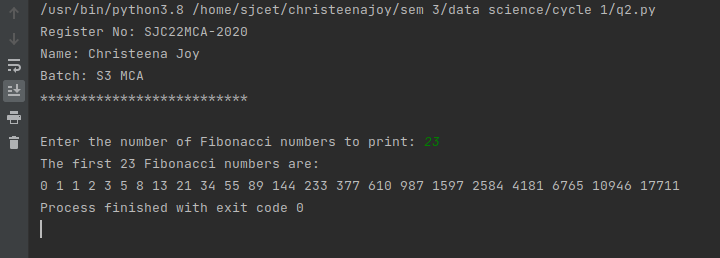 /usr/bin/python3.8 /home/sjcet/christeenajoy/sem 3/data science/cycle 1/q2.py
Register No: SJC22MCA-2020
Name: Christeena Joy
Batch: S3 MCA
**************************
Enter the number of Fibonacci numbers to print: 23
The first 23 Fibonacci numbers are:
0 1 1 2 3 5 8 13 21 34 55 89 144 233 377 610 987 1597 2584 4181 6765 10946 17711
Process finished with exit code 0